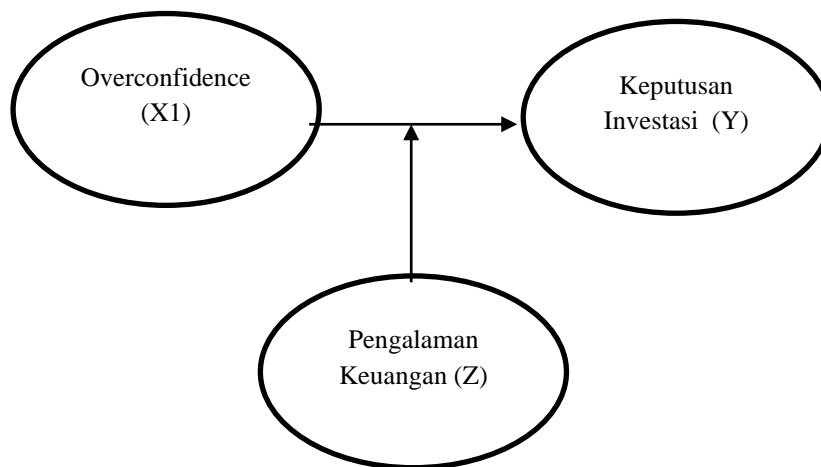 Overconfidence
(X1)
Keputusan
Investasi (Y)
Pengalaman
Keuangan (Z)